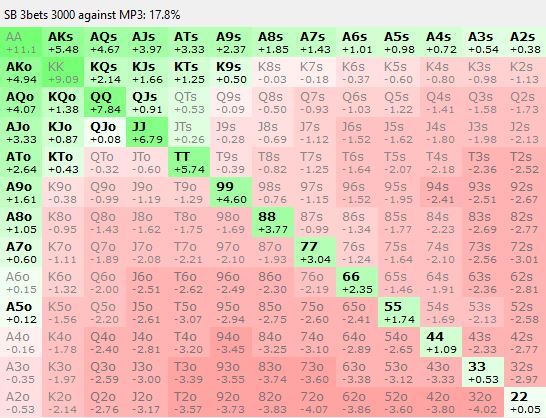 SB 3bets 3000 against MP3: 17.8%
AA AKs AQs AJs ATs A9s A8s A7s A6s A5s A4s A3s A2s
+11.1 +5.48 +4.67 +3.97 +3.33 +2.37 +1.85 +1.43 +1.01 +0.98 +0.72 +0.54 +0.38
AKo KK KQs KJs KTs K9s K8s K7s K6s K5s K4s K3s K2s
+4.94 +9.09 +2.14 +1.66 +1.25 +0.50 -0.03 -0.18 -0.37 -0.60 -0.80 -0.98 -1.13
AQo KQo QQ QJs QTs Q9s Q8s Q7s Q6s Q5s Q4s Q3s Q2s
+4.07 +1.38 +7.84 +0.91 +0.53 -0.09 -0.50 -0.93 -1.03 -1.22 -1.41 -1.58 -1.73
AJo KJo QJo JJ JTs J9s J8s J7s J6s J5s J4s J3s J2s
+3.33 +0.87 +0.08 +6.79 +0.26 -0.28 -0.69 -1.12 -1.52 -1.62 -1.80 -1.98 -2.13
ATo KTo QTo JTo TT T9s T8s T7s T6s T5s T4s T3s T2s
+2.64 +0.43 -0.32 -0.60 +5.74 -0.39 -0.82 -1.25 -1.64 -2.07 -2.18 -2.36 -2.52
A9o K9o Q9o J9o T9o 99 98s 97s 96s 95s 94s 93s 92s
+1.61 -0.38 -0.99 -1.19 -1.29 +4.60 -0.76 -1.15 -1.52 -1.95 -2.41 -2.51 -2.67
A8o K8o Q8o J8o T8o 98o 88 87s 86s 85s 84s 83s 82s
+1.05 -0.95 -1.43 -1.62 -1.75 -1.69 +3.77 -0.99 -1.34 -1.77 -2.23 -2.69 -2.77
A7o K7o Q7o J7o T7o 97o 87o 77 76s 75s 74s 73s 72s
+0.60 -1.11 -1.89 -2.08 -2.21 -2.10 -1.93 +3.04 -1.24 -1.64 -2.10 -2.56 -3.01
A6o K6o Q6o J6o T6o 96o 86o 76o 66 65s 64s 63s 62s
+0.15 -1.32 -2.00 -2.51 -2.62 -2.49 -2.30 -2.19 +2.35 -1.46 -1.91 -2.36 -2.81
A5o K5o Q5o J5o T5o 95o 85o 75o 65o 55 54s 53s 52s
+0.12 -1.56 -2.20 -2.61 -3.07 -2.94 -2.75 -2.60 -2.41 +1.74 -1.69 -2.13 -2.58
A4o K4o Q4o J4o T4o 94o 84o 74o 64o 54o 44 43s 42s
-0.16 -1.78 -2.40 -2.81 -3.20 -3.45 -3.25 -3.10 -2.89 -2.65 +1.09 -2.33 -2.77
A3o K3o Q3o J3o T3o 93o 83o 73o 63o 53o 43o 33 32s
-0.35 -1.97 -2.59 -3.00 -3.39 -3.55 -3.74 -3.60 -3.38 -3.12 -3.33 +0.53 -2.97
A2o K2o Q2o J2o T2o 92o 82o 72o 62o 52o 42o 32o 22
-0.53 -2.14 -2.76 -3.17 -3.57 -3.72 -3.83 -4.07 -3.86 -3.60 -3.80 -4.02 +0.05